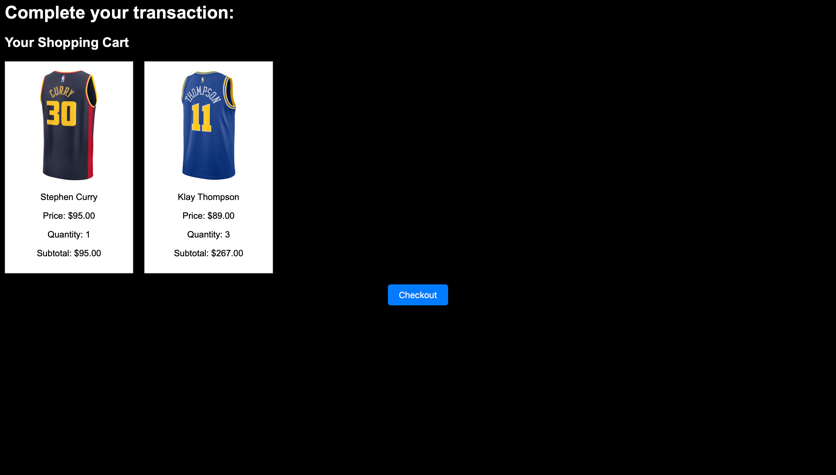 Complete your transaction:
Your Shopping Cart
CURRY
30
Stephen Curry
Price: $95.00
Quantity: 1
Subtotal: $95.00
THOMPSON
11
Klay Thompson
Price: $89.00
Quantity: 3
Subtotal: $267.00
Checkout